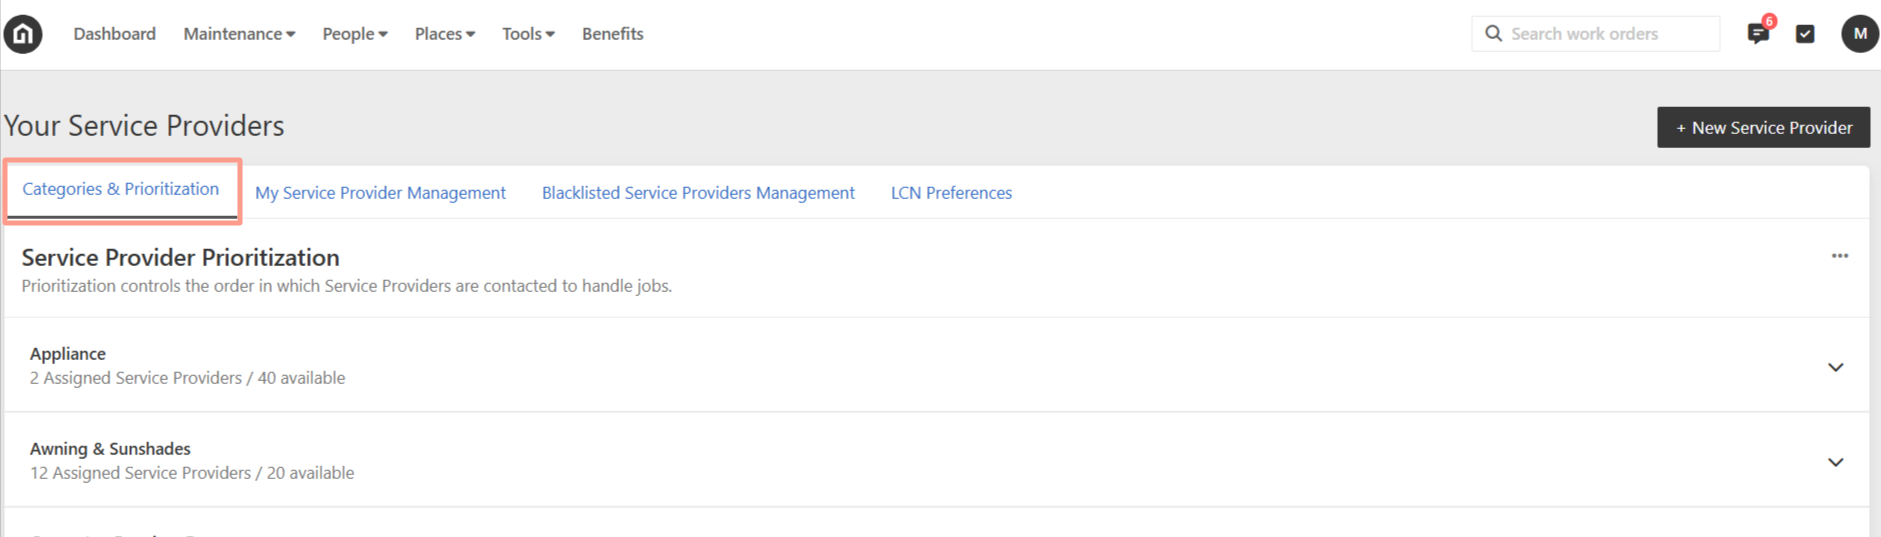 Dashboard Maintenance People Places Tools Benefits Search work orders 6 M
Your Service Providers
+ New Service Provider
Categories & Prioritization My Service Provider Management Blacklisted Service Providers Management LCN Preferences
Service Provider Prioritization
Prioritization controls the order in which Service Providers are contacted to handle jobs.
Appliance
2 Assigned Service Providers / 40 available
Awning & Sunshades
12 Assigned Service Providers / 20 available